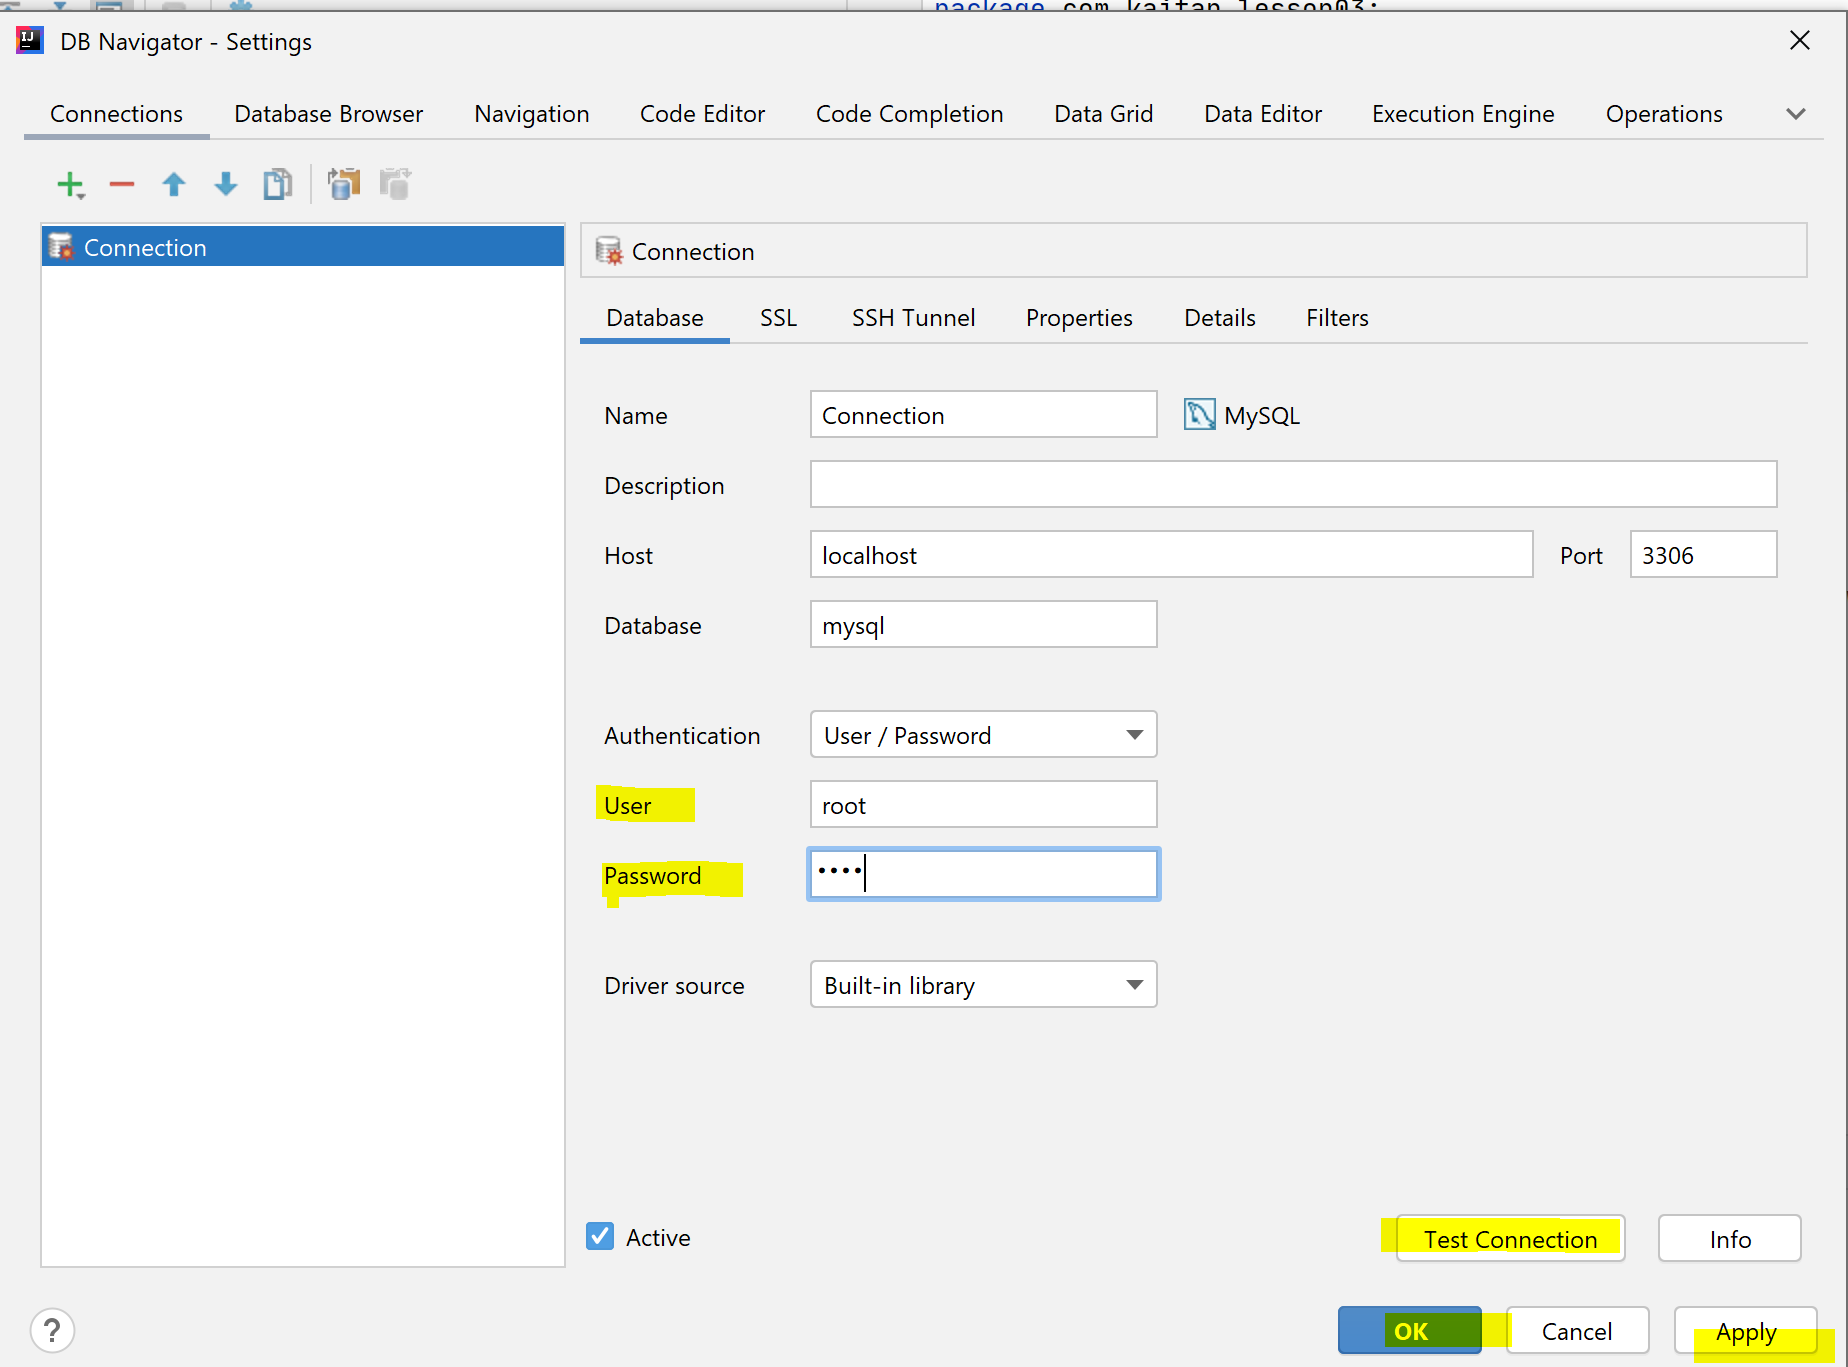 package com.kaitan.lesson03;
DB Navigator - Settings
Connections Database Browser Navigation Code Editor Code Completion Data Grid Data Editor Execution Engine Operations
Connection
Connection
Database SSL SSH Tunnel Properties Details Filters
Name Connection MySQL
Description
Host localhost Port 3306
Database mysql
Authentication User / Password
User root
Password ••••
Driver source Built-in library
Active Test Connection Info
? OK Cancel Apply